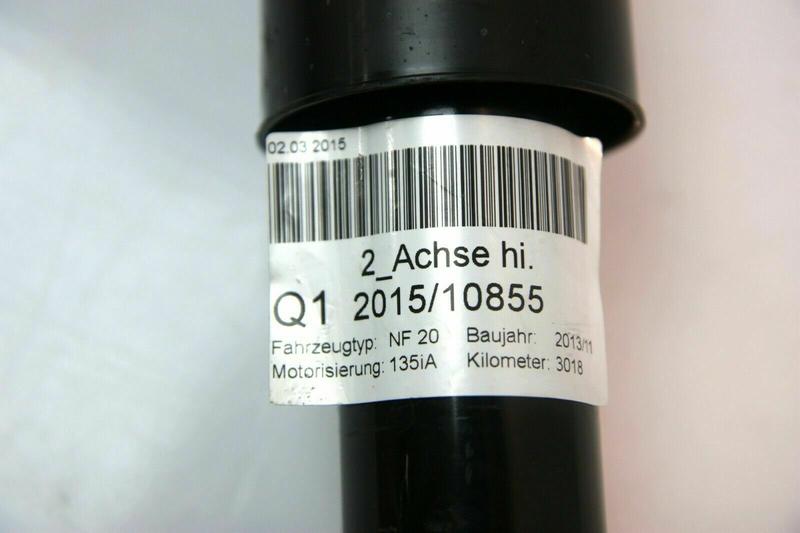 02.03 2015
2_Achse hi.
Q1 2015/10855
Fahrzeugtyp: NF 20 Baujahr: 2013/11
Motorisierung: 135iA Kilometer: 3018